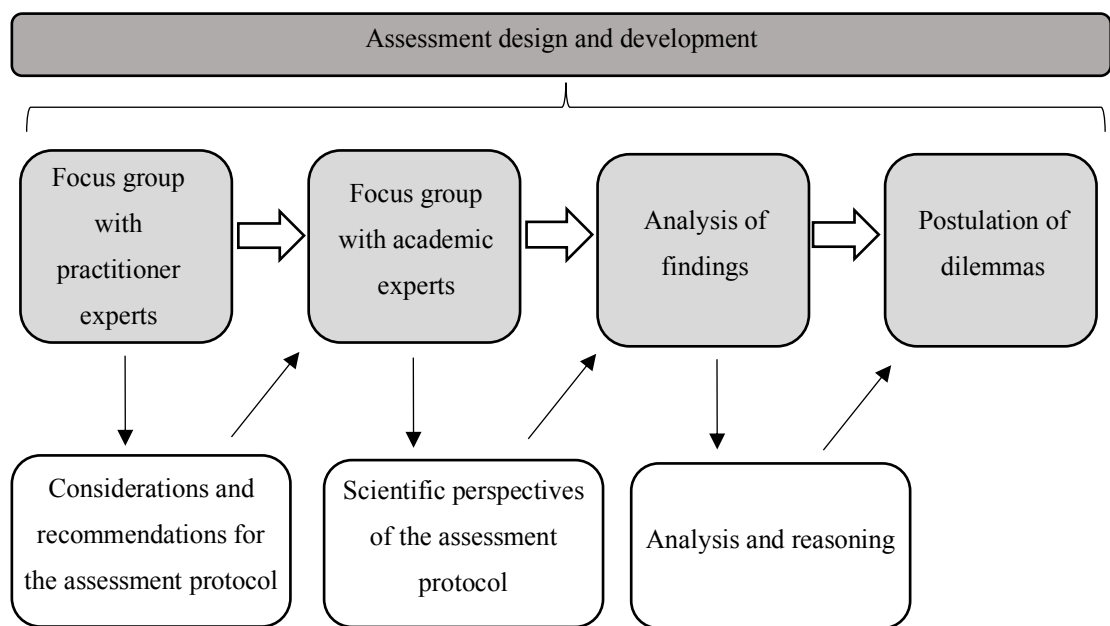 Assessment design and development
Focus group
with
practitioner
experts
Focus group
with academic
experts
Analysis of
findings
Postulation of
dilemmas
Considerations and
recommendations for
the assessment protocol
Scientific perspectives
of the assessment
protocol
Analysis and reasoning